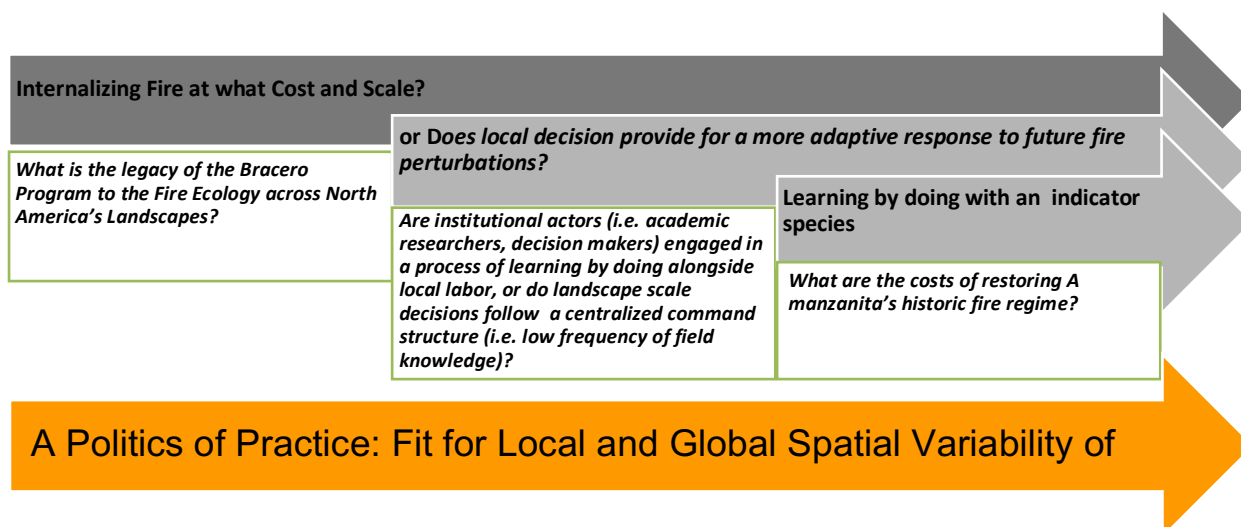 Internalizing Fire at what Cost and Scale?
or Does local decision provide for a more adaptive response to future fire
perturbations?
What is the legacy of the Bracero
Program to the Fire Ecology across North
America's Landscapes?
Learning by doing with an indicator
species
Are institutional actors (i.e. academic
researchers, decision makers) engaged in
a process of learning by doing alongside
local labor, or do landscape scale
decisions follow a centralized command
structure (i.e. low frequency of field
knowledge)?
What are the costs of restoring A
manzanita's historic fire regime?
A Politics of Practice: Fit for Local and Global Spatial Variability of